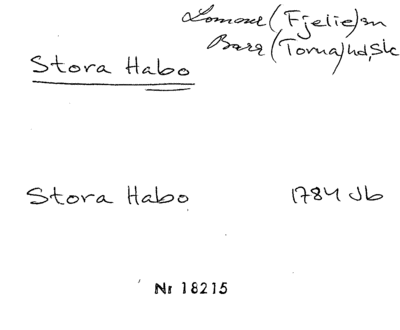 Lomma (Fjelie) sn
Bara (Torna) hd, Sk
Stora Habo
Stora Habo 1784 Jb
Nr 18215